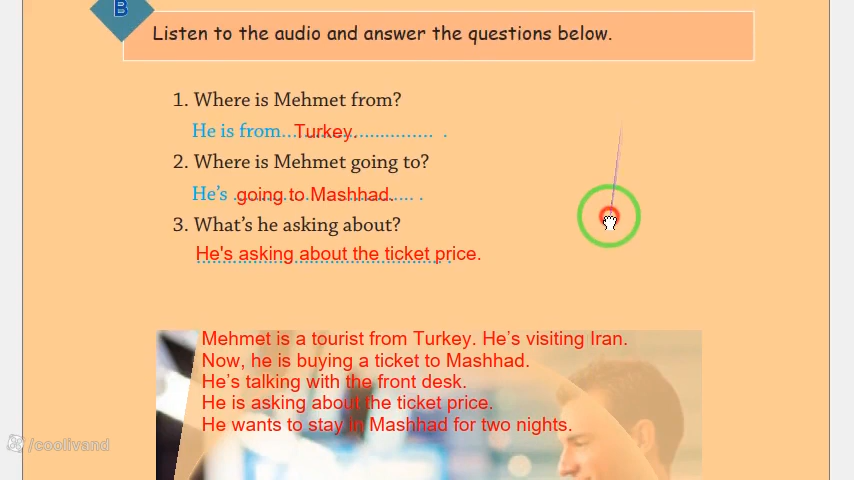 B
Listen to the audio and answer the questions below.
1. Where is Mehmet from?
He is from...Turkey..................... .
2. Where is Mehmet going to?
He's .going to Mashhad..... .
3. What's he asking about?
He's asking about the ticket price.
Mehmet is a tourist from Turkey. He's visiting Iran.
Now, he is buying a ticket to Mashhad.
He's talking with the front desk.
He is asking about the ticket price.
He wants to stay in Mashhad for two nights.
/coolivand